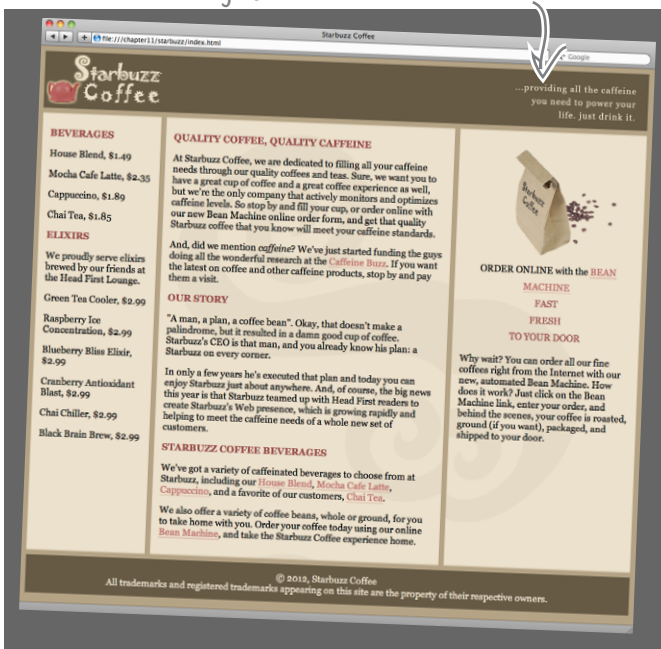 Starbuzz Coffee
file:///chapter11/starbuzz/index.html
Google
Starbuzz
Coffee
...providing all the caffeine
you need to power your
life. just drink it.
BEVERAGES
House Blend, $1.49
Mocha Cafe Latte, $2.35
Cappuccino, $1.89
Chai Tea, $1.85
ELIXIRS
We proudly serve elixirs
brewed by our friends at
the Head First Lounge.
Green Tea Cooler, $2.99
Raspberry Ice
Concentration, $2.99
Blueberry Bliss Elixir,
$2.99
Cranberry Antioxidant
Blast, $2.99
Chai Chiller, $2.99
Black Brain Brew, $2.99
QUALITY COFFEE, QUALITY CAFFEINE
At Starbuzz Coffee, we are dedicated to filling all your caffeine
needs through our quality coffees and teas. Sure, we want you to
have a great cup of coffee and a great coffee experience as well,
but we're the only company that actively monitors and optimizes
caffeine levels. So stop by and fill your cup, or order online with
our new Bean Machine online order form, and get that quality
Starbuzz coffee that you know will meet your caffeine standards.
And, did we mention caffeine? We've just started funding the guys
doing all the wonderful research at the Caffeine Buzz. If you want
the latest on coffee and other caffeine products, stop by and pay
them a visit.
OUR STORY
"A man, a plan, a coffee bean". Okay, that doesn't make a
palindrome, but it resulted in a damn good cup of coffee.
Starbuzz's CEO is that man, and you already know his plan: a
Starbuzz on every corner.
In only a few years he's executed that plan and today you can
enjoy Starbuzz just about anywhere. And, of course, the big news
this year is that Starbuzz teamed up with Head First readers to
create Starbuzz's Web presence, which is growing rapidly and
helping to meet the caffeine needs of a whole new set of
customers.
STARBUZZ COFFEE BEVERAGES
We've got a variety of caffeinated beverages to choose from at
Starbuzz, including our House Blend, Mocha Cafe Latte,
Cappuccino, and a favorite of our customers, Chai Tea.
We also offer a variety of coffee beans, whole or ground, for you
to take home with you. Order your coffee today using our online
Bean Machine, and take the Starbuzz Coffee experience home.
Starbuzz
Coffee
ORDER ONLINE with the BEAN
MACHINE
FAST
FRESH
TO YOUR DOOR
Why wait? You can order all our fine
coffees right from the Internet with our
new, automated Bean Machine. How
does it work? Just click on the Bean
Machine link, enter your order, and
behind the scenes, your coffee is roasted,
ground (if you want), packaged, and
shipped to your door.
© 2012, Starbuzz Coffee
All trademarks and registered trademarks appearing on this site are the property of their respective owners.